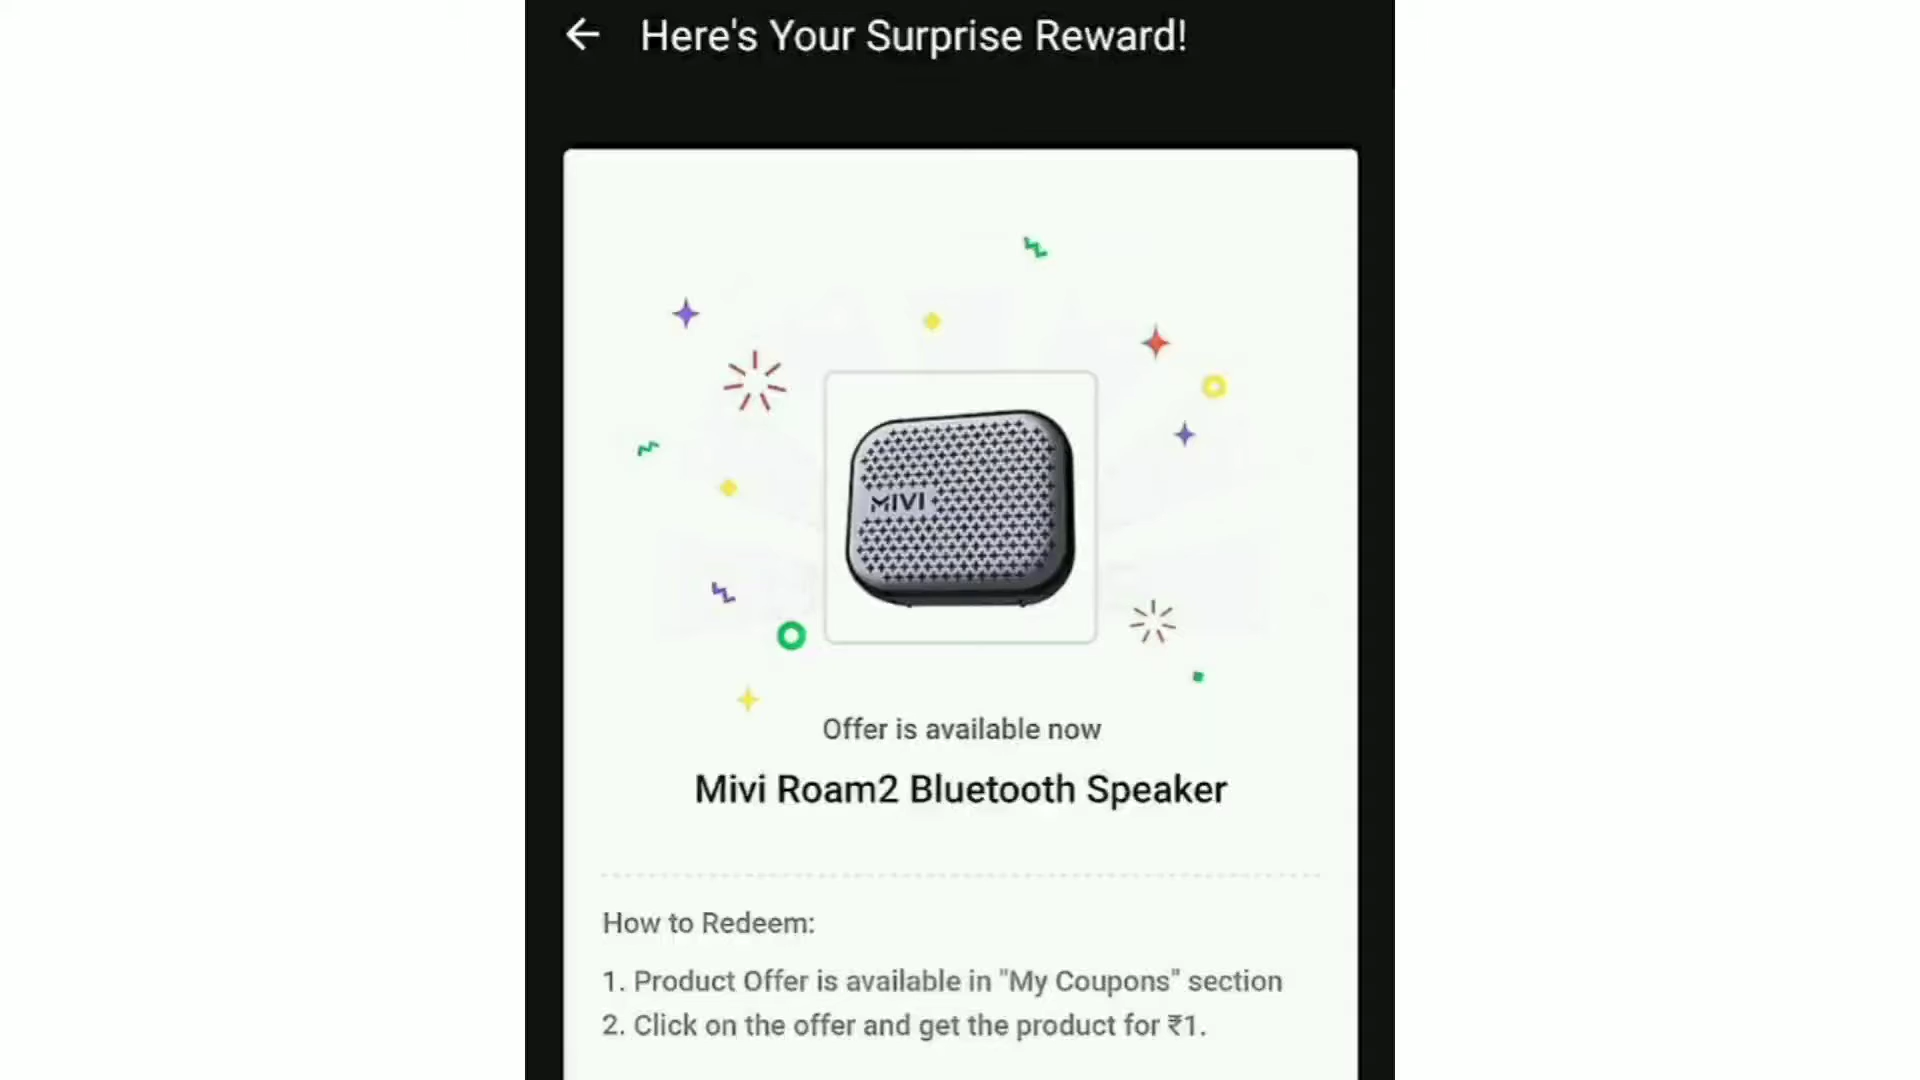 Here's Your Surprise Reward!
MIVI
Offer is available now
Mivi Roam2 Bluetooth Speaker
How to Redeem:
1. Product Offer is available in "My Coupons" section
2. Click on the offer and get the product for ₹1.